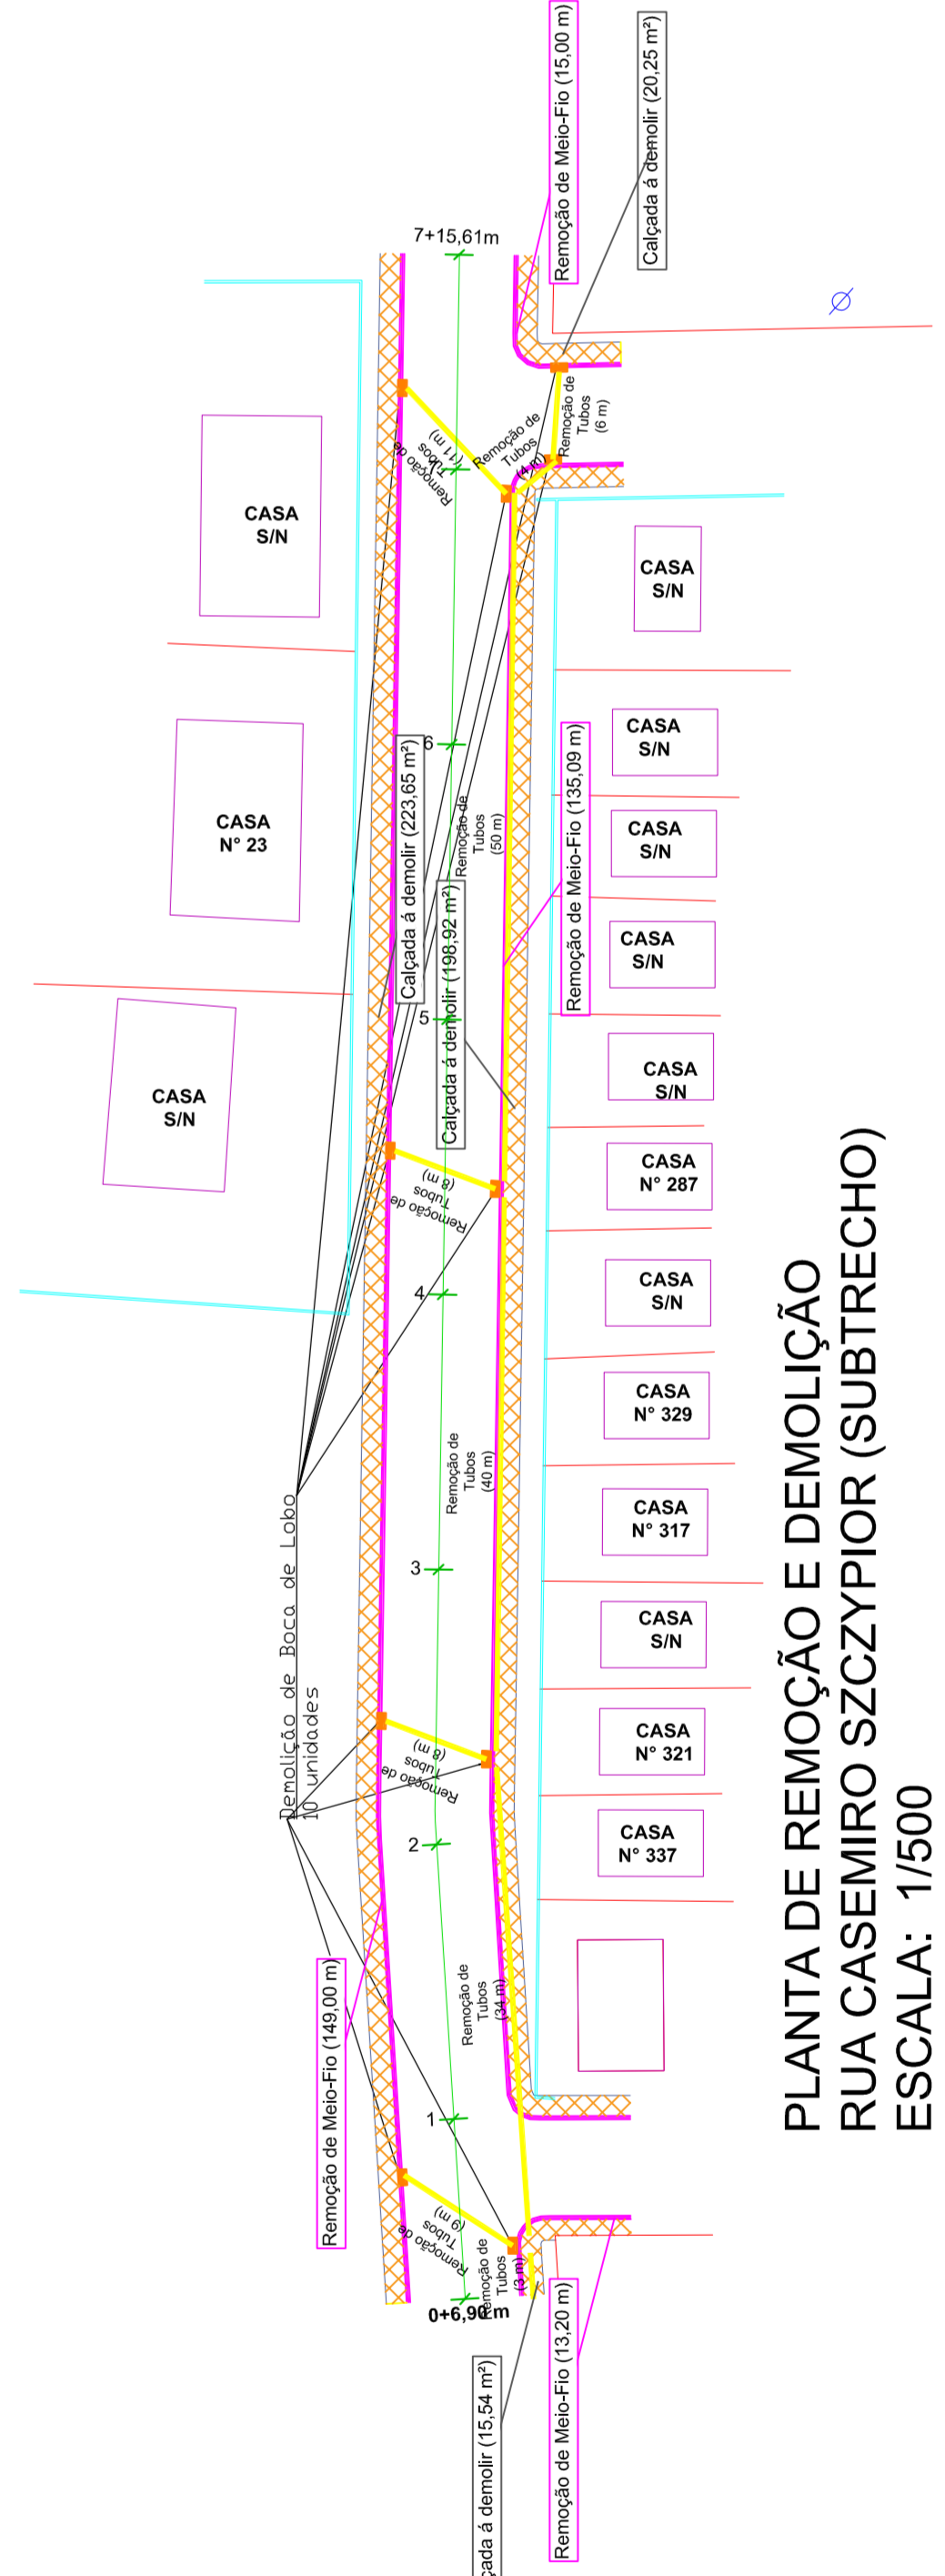 Remoção de Meio-Fio (15,00 m)
Calçada á demolir (20,25 m²)
7+15,61m
Remoção de
Tubos
(11 m)
7
Remoção de
Tubos
(4 m)
Remoção de
Tubos
(6 m)
CASA
S/N
CASA
S/N
CASA
S/N
6
Calçada á demolir (223,65 m²)
Remoção de
Tubos
(50 m)
Remoção de Meio-Fio (135,09 m)
CASA
N° 23
CASA
S/N
CASA
S/N
Calçada á demolir (198,92 m²)
5
CASA
S/N
CASA
S/N
Remoção de
Tubos
(8 m)
CASA
N° 287
4
CASA
S/N
CASA
N° 329
Remoção de
Tubos
(40 m)
Demolição de Boca de Lobo
10 unidades
CASA
N° 317
3
CASA
S/N
Remoção de
Tubos
(8 m)
CASA
N° 321
2
CASA
N° 337
Remoção de Meio-Fio (149,00 m)
Remoção de
Tubos
(34 m)
1
Remoção de
Tubos
(9 m)
Remoção de
Tubos
(3 m)
0+6,90 m
çada á demolir (15,54 m²)
Remoção de Meio-Fio (13,20 m)
PLANTA DE REMOÇÃO E DEMOLIÇÃO
RUA CASEMIRO SZCZYPIOR (SUBTRECHO)
ESCALA: 1/500